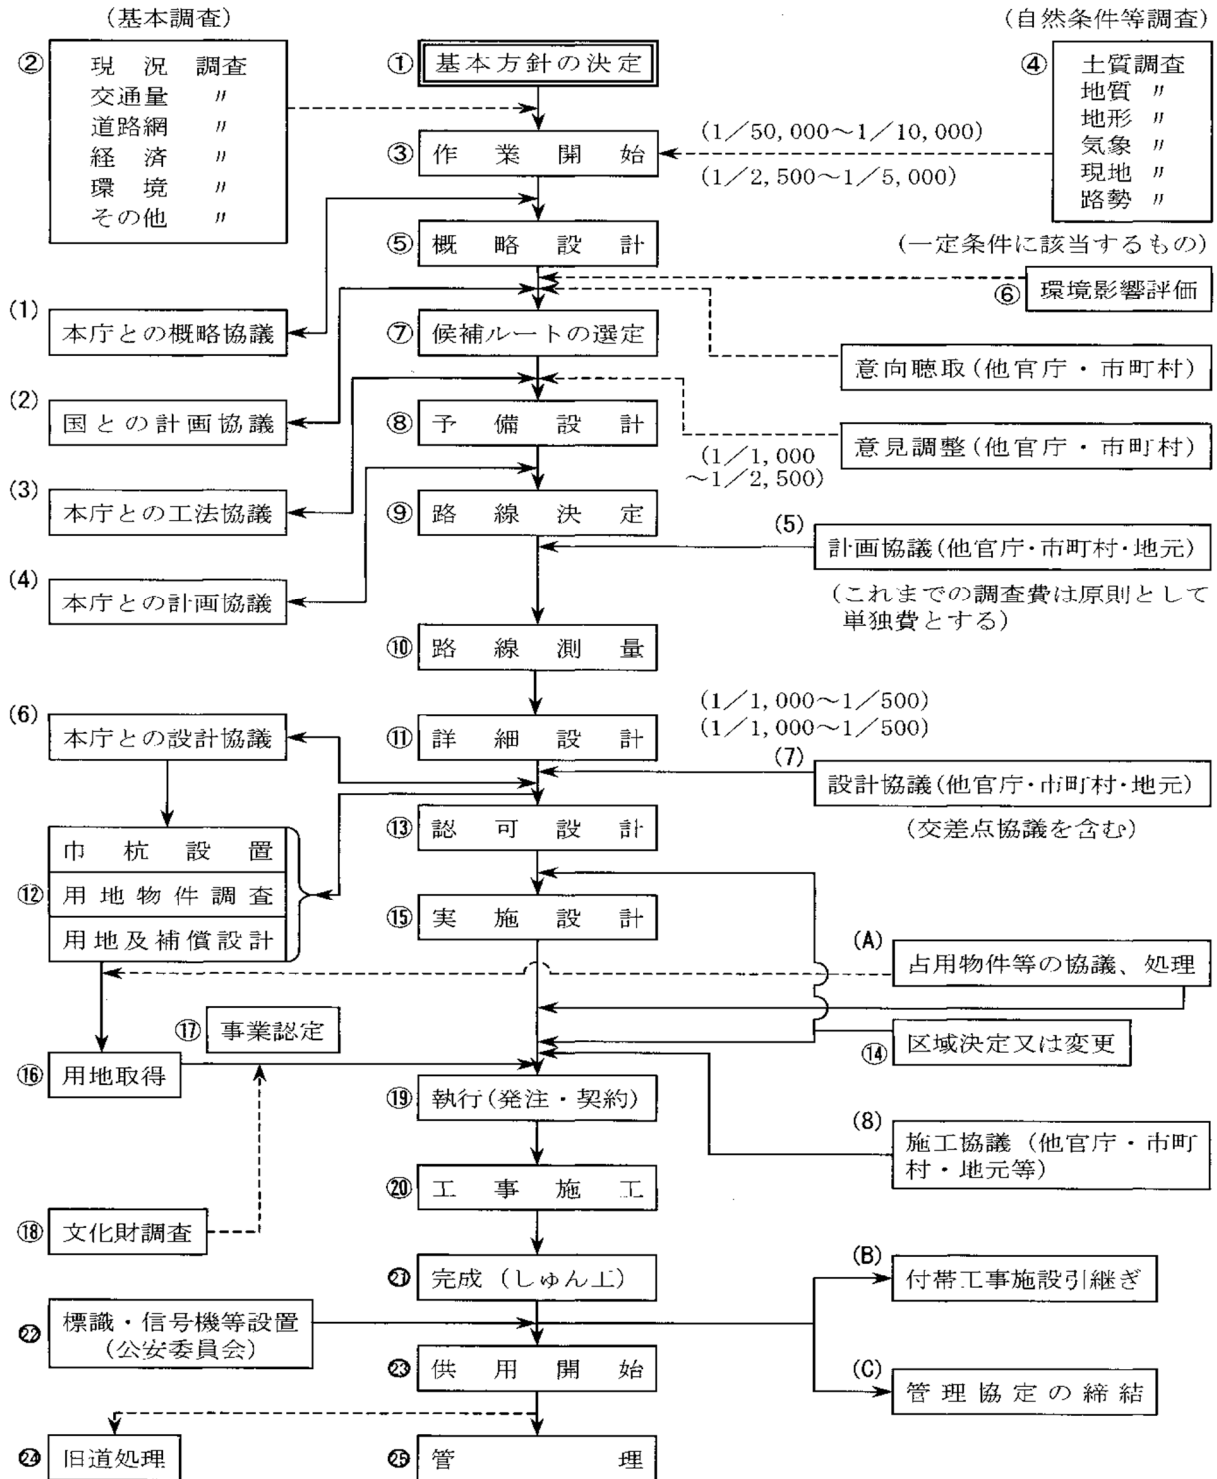 (基本調査)
(自然条件等調査)
② 現況調査
交通量 〃
道路網 〃
経済 〃
環境 〃
その他 〃
① 基本方針の決定
④ 土質調査
地質 〃
地形 〃
気象 〃
現地 〃
路勢 〃
(1/50,000~1/10,000)
③ 作業開始
(1/2,500~1/5,000)
⑤ 概略設計
(一定条件に該当するもの)
⑥ 環境影響評価
(1) 本庁との概略協議
⑦ 候補ルートの選定
意向聴取(他官庁・市町村)
(2) 国との計画協議
⑧ 予備設計
意見調整(他官庁・市町村)
(1/1,000
~1/2,500)
(3) 本庁との工法協議
⑨ 路線決定
(5) 計画協議(他官庁・市町村・地元)
(これまでの調査費は原則として
単独費とする)
(4) 本庁との計画協議
⑩ 路線測量
(1/1,000~1/500)
(1/1,000~1/500)
(6) 本庁との設計協議
⑪ 詳細設計
(7) 設計協議(他官庁・市町村・地元)
(交差点協議を含む)
⑬ 認可設計
⑫ 巾杭設置
用地物件調査
用地及補償設計
⑮ 実施設計
(A) 占用物件等の協議、処理
⑰ 事業認定
⑭ 区域決定又は変更
⑯ 用地取得
⑲ 執行(発注・契約)
(8) 施工協議(他官庁・市町
村・地元等)
⑳ 工事施工
⑱ 文化財調査
㉑ 完成(しゅん工)
(B) 付帯工事施設引継ぎ
㉒ 標識・信号機等設置
(公安委員会)
㉓ 供用開始
(C) 管理協定の締結
㉔ 旧道処理
㉕ 管理